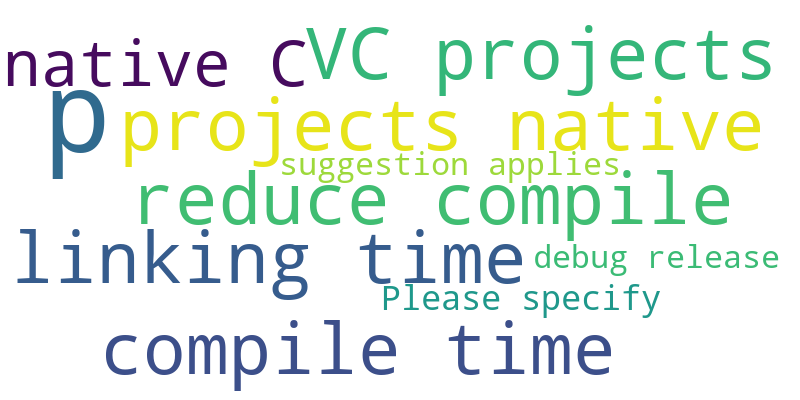 native C
VC projects
p
projects native
suggestion applies
reduce compile
linking time
debug release
Please specify
compile time